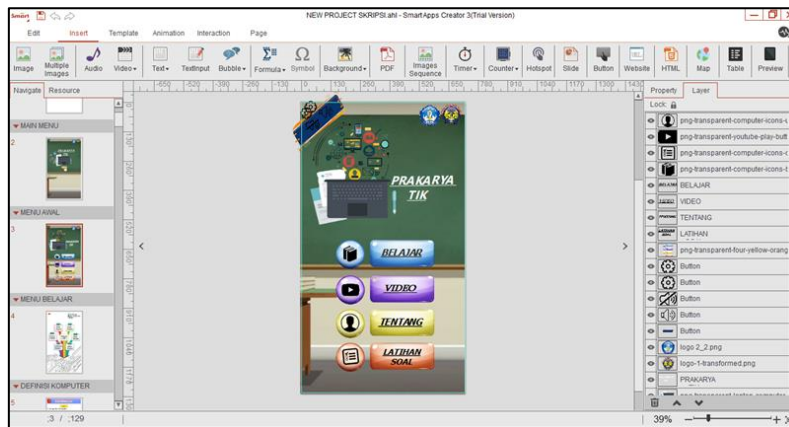 Smart
NEW PROJECT SKRIPSI.ahl - SmartApps Creator 3(Trial Version)
Edit Insert Template Animation Interaction Page
Image Multiple Images Audio Video Text TextInput Bubble Formula Symbol Background PDF Images Sequence Timer Counter Hotspot Slide Button Website HTML Map Table Preview
Navigate Resource
Property Layer
Lock:
MAIN MENU
2
MENU AWAL
3
MENU BELAJAR
4
DEFINISI KOMPUTER
5
;3 / ;129
PRAKARYA
TIK
BELAJAR
VIDEO
TENTANG
LATIHAN
SOAL
png-transparent-computer-icons-u
png-transparent-youtube-play-butt
png-transparent-computer-icons-c
png-transparent-computer-icons-b
BELAJAR
VIDEO
TENTANG
LATIHAN
png-transparent-four-yellow-orang
Button
Button
Button
Button
Button
logo 2_2.png
logo-1-transformed.png
PRAKARYA
39%